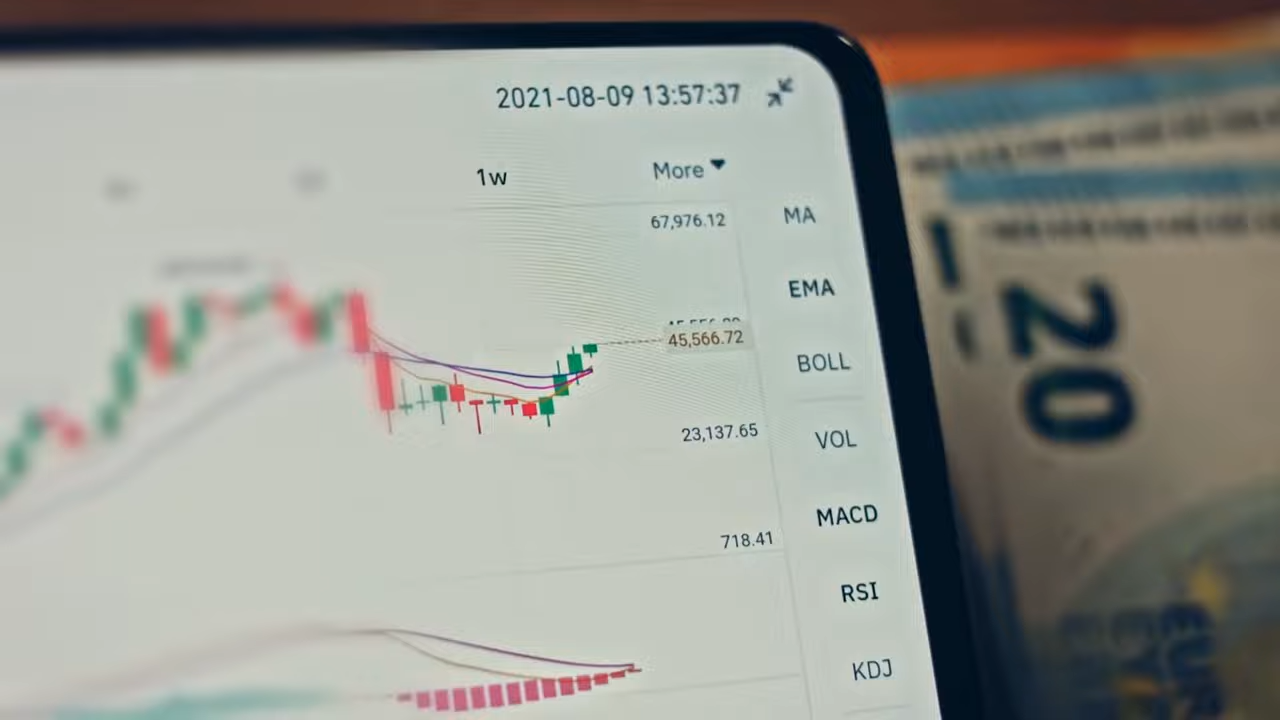 2021-08-09 13:57:37
1w
More
67,976.12
MA
EMA
45,566.72
BOLL
23,137.65
VOL
MACD
718.41
RSI
KDJ
20